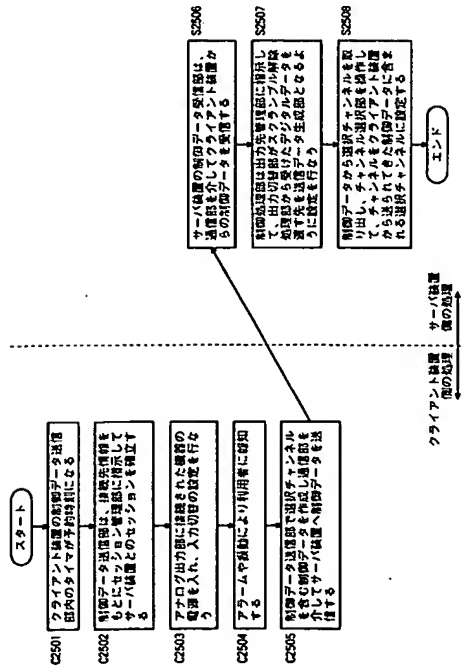 スタート
C2501
クライアント装置の制御データ送信
部内のタイマが予約時刻になる
C2502
制御データ送信部は、接続先情報を
もとにセッション管理部に指示して
サーバ装置とのセッションを確立す
る
C2503
アナログ出力部に接続された機器の
電源を入れ、入力切替の設定を行な
う
C2504
アラームや振動により利用者に報知
する
C2505
制御データ送信部で選択チャンネル
を含む制御データを作成し通信部を
介してサーバ装置へ制御データを送
信する
クライアント装置
側の処理
サーバ装置
側の処理
S2506
サーバ装置の制御データ受信部は、
通信部を介してクライアント装置か
らの制御データを受信する
S2507
制御処理部は出力先管理部に指示し
て、出力切替部がスクランブル解除
処理部から受けたデジタルデータを
渡す先を送信データ生成部となるよ
うに設定を行なう
S2508
制御データから選択チャンネルを取
り出し、チャンネル選択部を操作し
て、チャンネルをクライアント装置
から送られてきた制御データに含ま
れる選択チャンネルに設定する
エンド